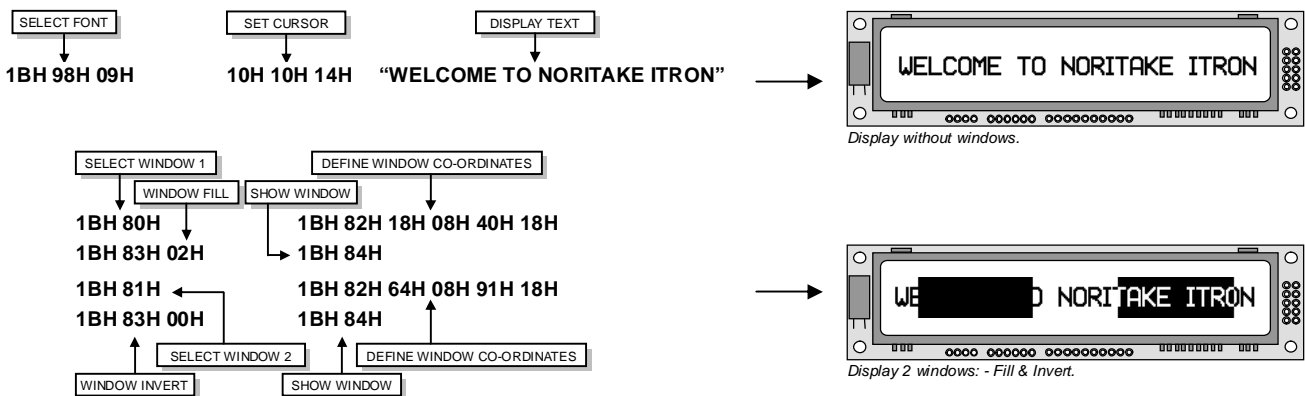 SELECT FONT
SET CURSOR
DISPLAY TEXT
1BH 98H 09H
10H 10H 14H
“WELCOME TO NORITAKE ITRON”
WELCOME TO NORITAKE ITRON
Display without windows.
SELECT WINDOW 1
DEFINE WINDOW CO-ORDINATES
WINDOW FILL
SHOW WINDOW
1BH 80H
1BH 82H 18H 08H 40H 18H
1BH 83H 02H
1BH 84H
1BH 81H
1BH 82H 64H 08H 91H 18H
1BH 83H 00H
1BH 84H
SELECT WINDOW 2
DEFINE WINDOW CO-ORDINATES
WINDOW INVERT
SHOW WINDOW
WE O NORITAKE ITRON
Display 2 windows: - Fill & Invert.